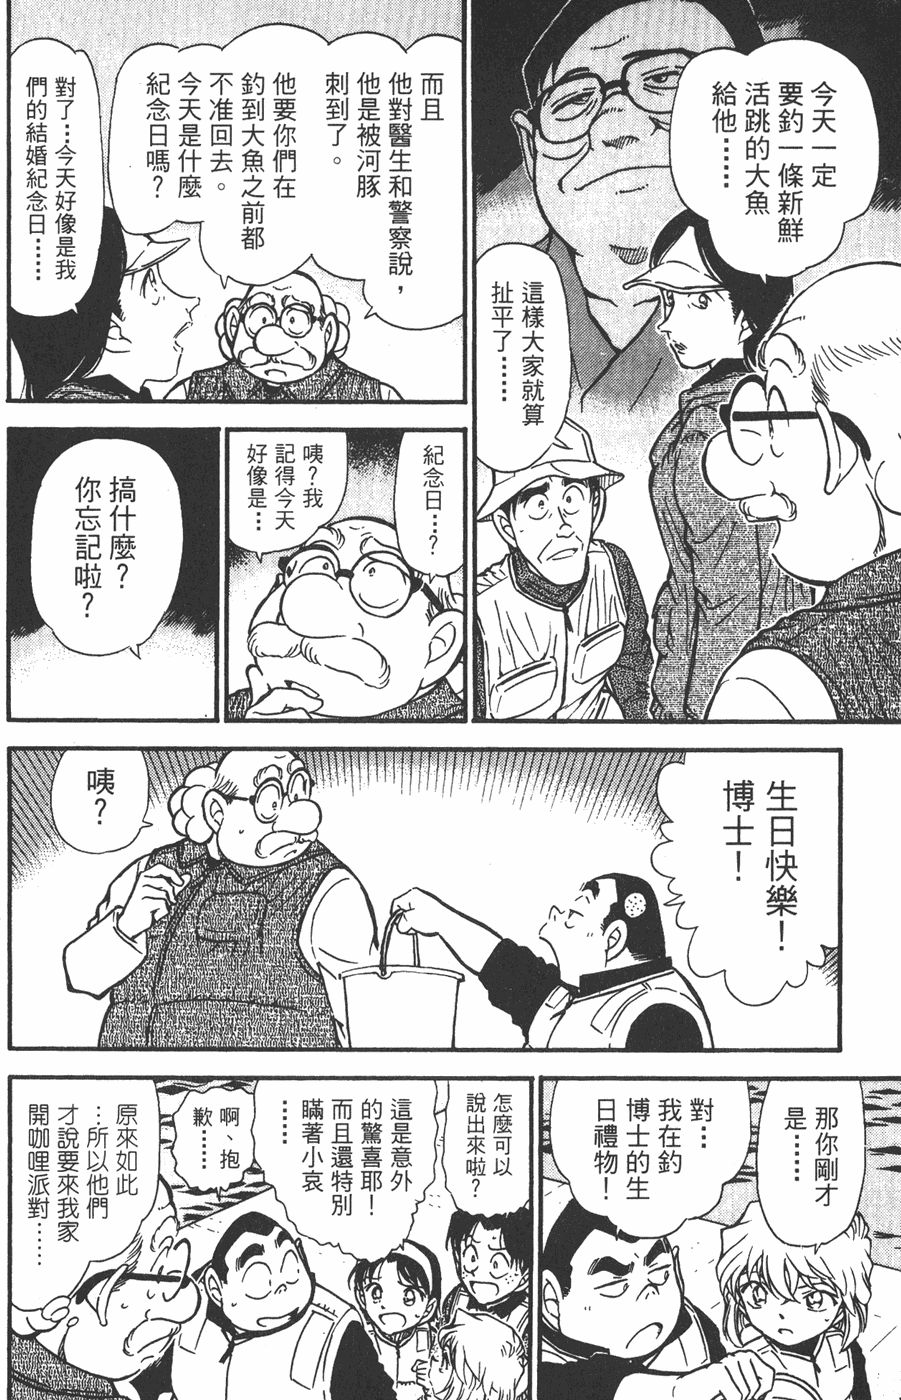 今天一定
要釣一條新鮮
活跳的大魚
給他……
這樣大家就算
扯平了……
而且
他對醫生和警察說，
他是被河豚
刺到了。
他要你們在
釣到大魚之前都
不准回去。
今天是什麼
紀念日嗎？
對了…今天好像是我
們的結婚紀念日……
紀念日…？
咦？我
記得今天
好像是…
搞什麼？
你忘記啦？
生日快樂！
博士！
咦？
那你剛才
是……
對…
我在釣
博士的生
日禮物！
怎麼可以
說出來啦？
這是意外
的驚喜耶！
而且還特別
瞞著小哀
……
啊、抱
歉……
原來如此
…所以他們
才說要來我家
開咖哩派對……